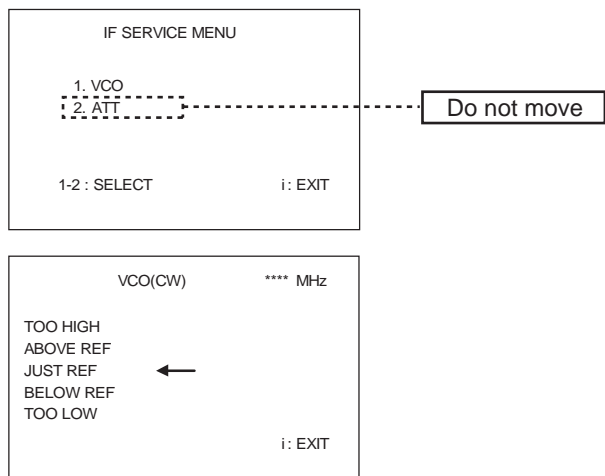 IF SERVICE MENU
1. VCO
2. ATT
Do not move
1-2 : SELECT i : EXIT
VCO(CW) **** MHz
TOO HIGH
ABOVE REF
JUST REF
BELOW REF
TOO LOW
i : EXIT